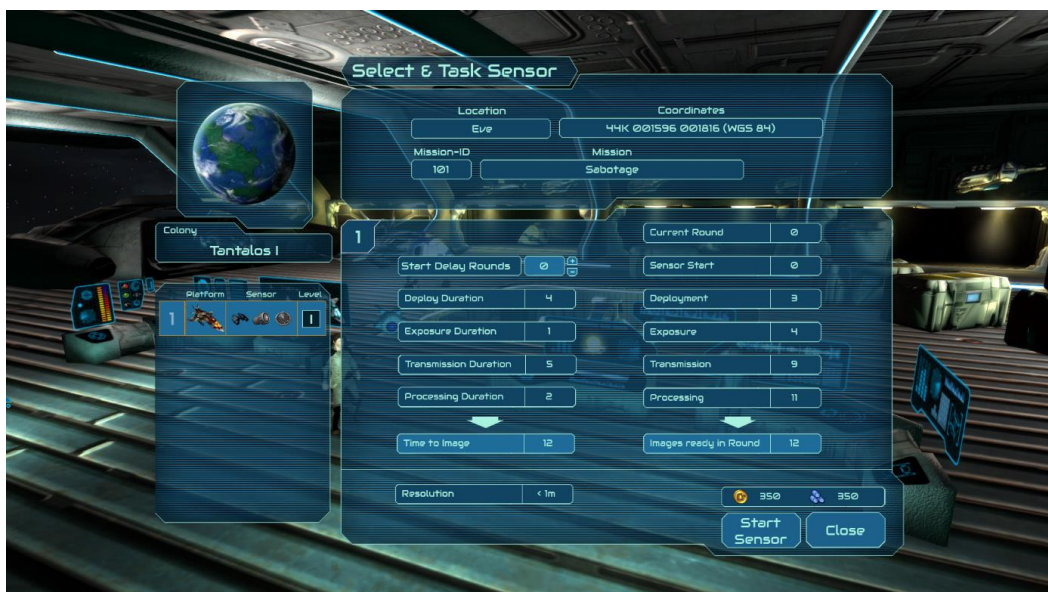 Select & Task Sensor
Location
Coordinates
Eve
44K 001596 001816 (WGS 84)
Mission-ID
Mission
101
Sabotage
Colony
Tantalos I
Platform Sensor Level
1 I
1
Current Round 0
Start Delay Rounds 0 + -
Sensor Start 0
Deploy Duration 4
Deployment 3
Exposure Duration 1
Exposure 4
Transmission Duration 5
Transmission 9
Processing Duration 2
Processing 11
Time to Image 12
Images ready in Round 12
Resolution < 1m
350 350
Start
Sensor
Close